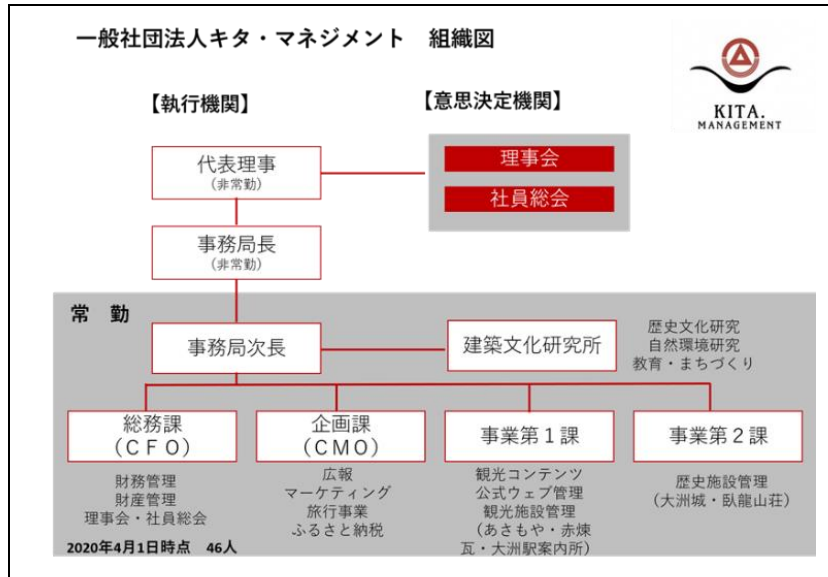 一般社団法人キタ・マネジメント　組織図
KITA.
MANAGEMENT
【執行機関】
【意思決定機関】
代表理事
(非常勤)
理事会
社員総会
事務局長
(非常勤)
常　勤
事務局次長
建築文化研究所
歴史文化研究
自然環境研究
教育・まちづくり
総務課
(ＣＦＯ)
企画課
(ＣＭＯ)
事業第１課
事業第２課
財務管理
財産管理
理事会・社員総会
広報
マーケティング
旅行事業
ふるさと納税
観光コンテンツ
公式ウェブ管理
観光施設管理
(あさもや・赤煉
瓦・大洲駅案内所)
歴史施設管理
(大洲城・臥龍山荘)
2020年4月1日時点　46人